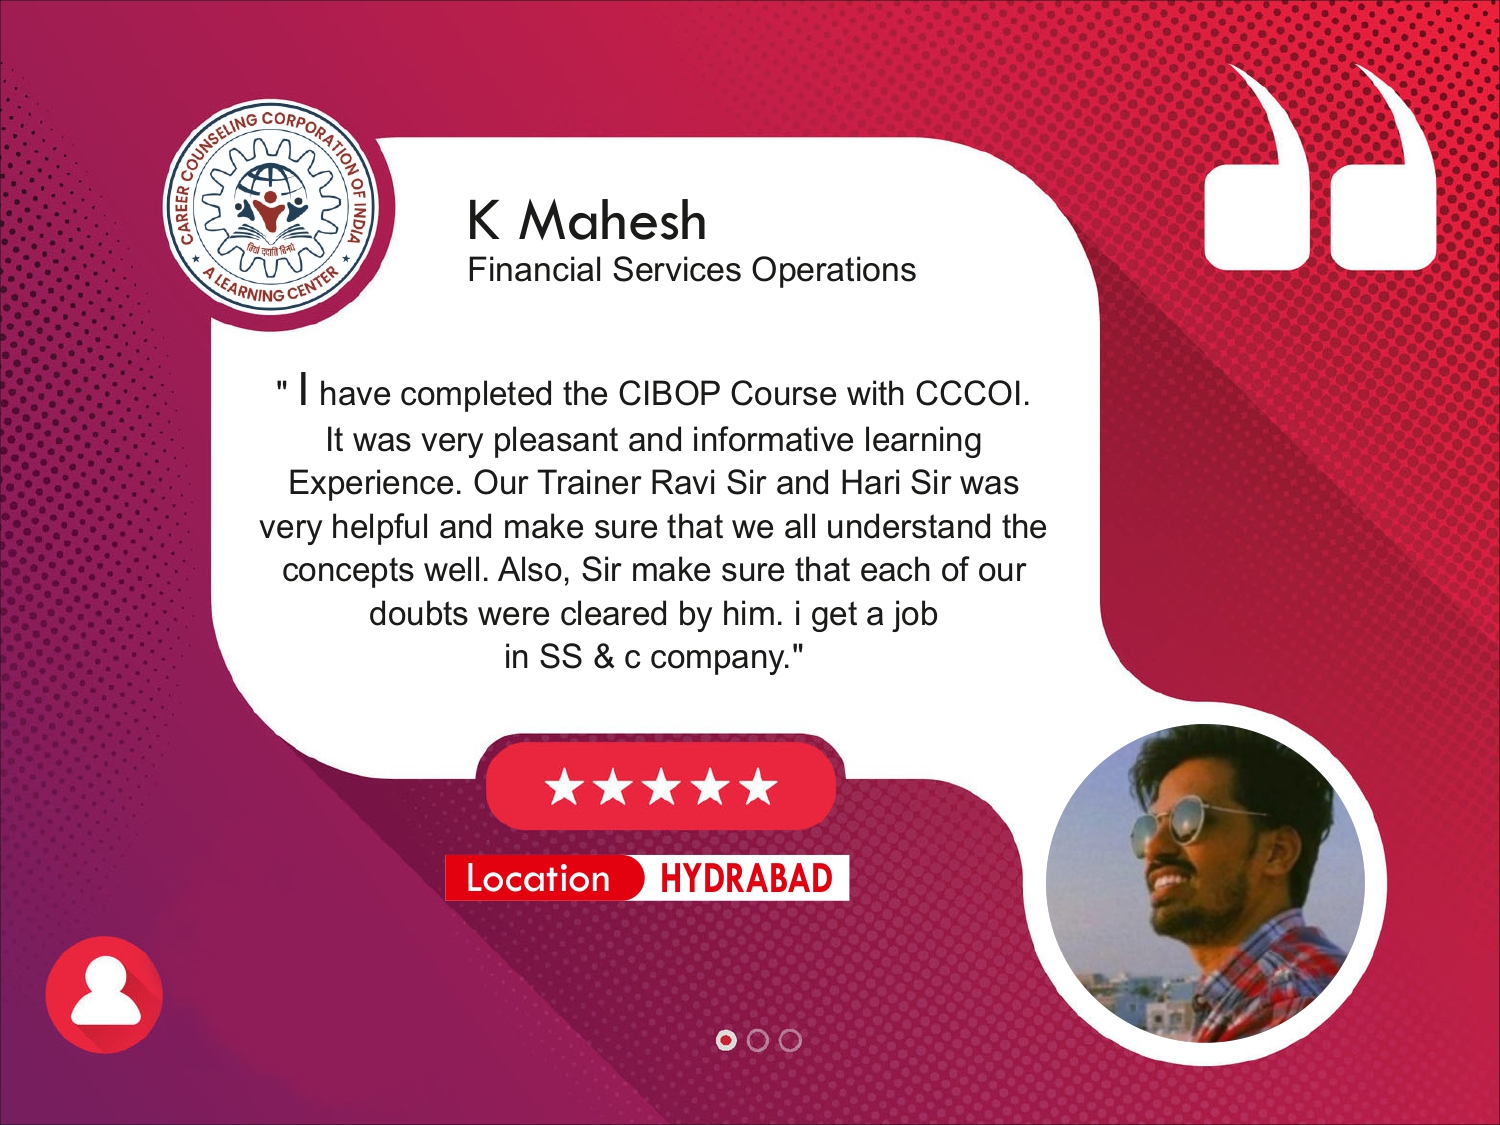 CAREER COUNSELING CORPORATION OF INDIA
A LEARNING CENTER
K Mahesh
Financial Services Operations
" I have completed the CIBOP Course with CCCOI.
It was very pleasant and informative learning
Experience. Our Trainer Ravi Sir and Hari Sir was
very helpful and make sure that we all understand the
concepts well. Also, Sir make sure that each of our
doubts were cleared by him. i get a job
in SS & c company."
Location HYDRABAD